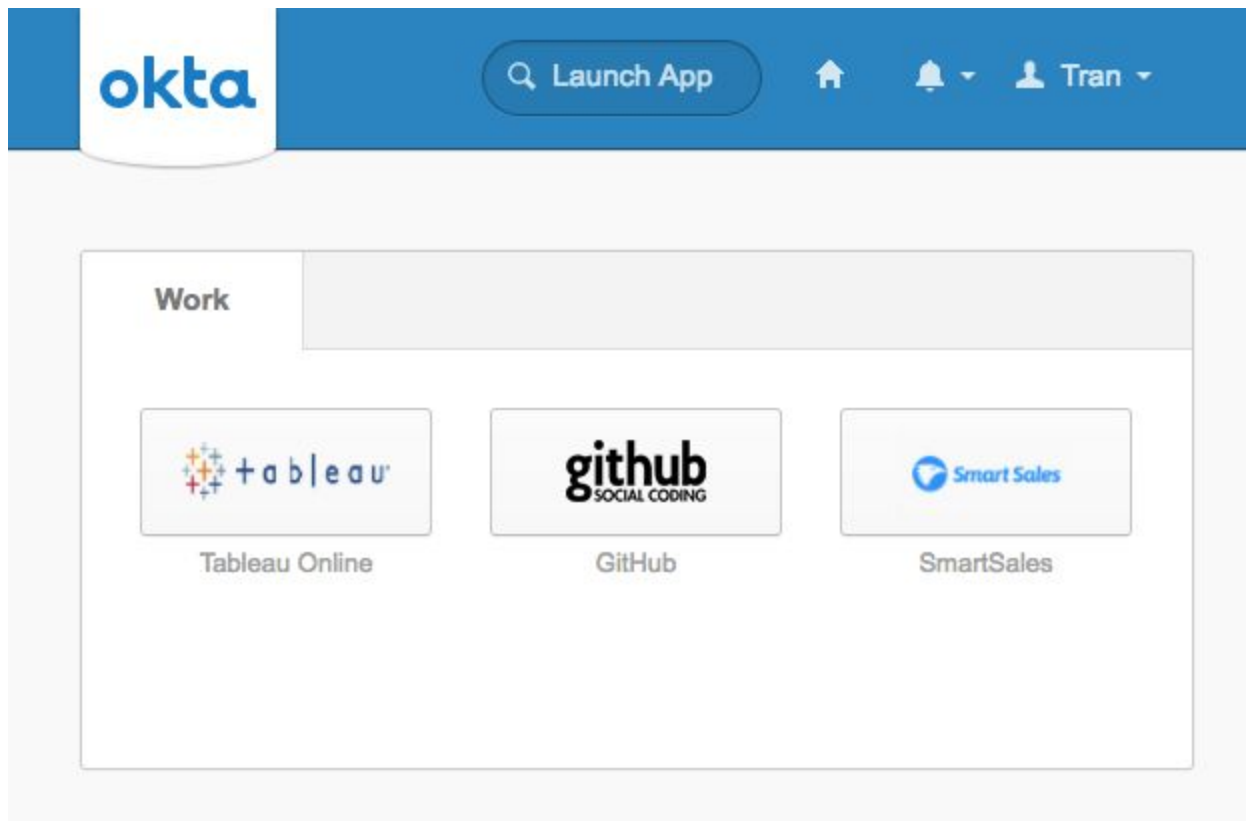 okta
Launch App
Tran
Work
tableau
github
SOCIAL CODING
Smart Sales
Tableau Online
GitHub
SmartSales